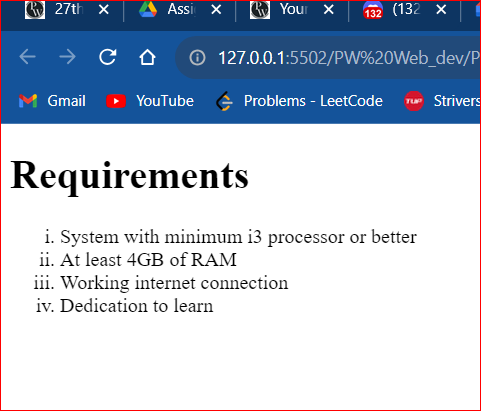 27th
Assi
Your
(132
132
127.0.0.1:5502/PW%20Web_dev/P
Gmail
YouTube
Problems - LeetCode
TUF
Strivers
Requirements
i. System with minimum i3 processor or better
ii. At least 4GB of RAM
iii. Working internet connection
iv. Dedication to learn